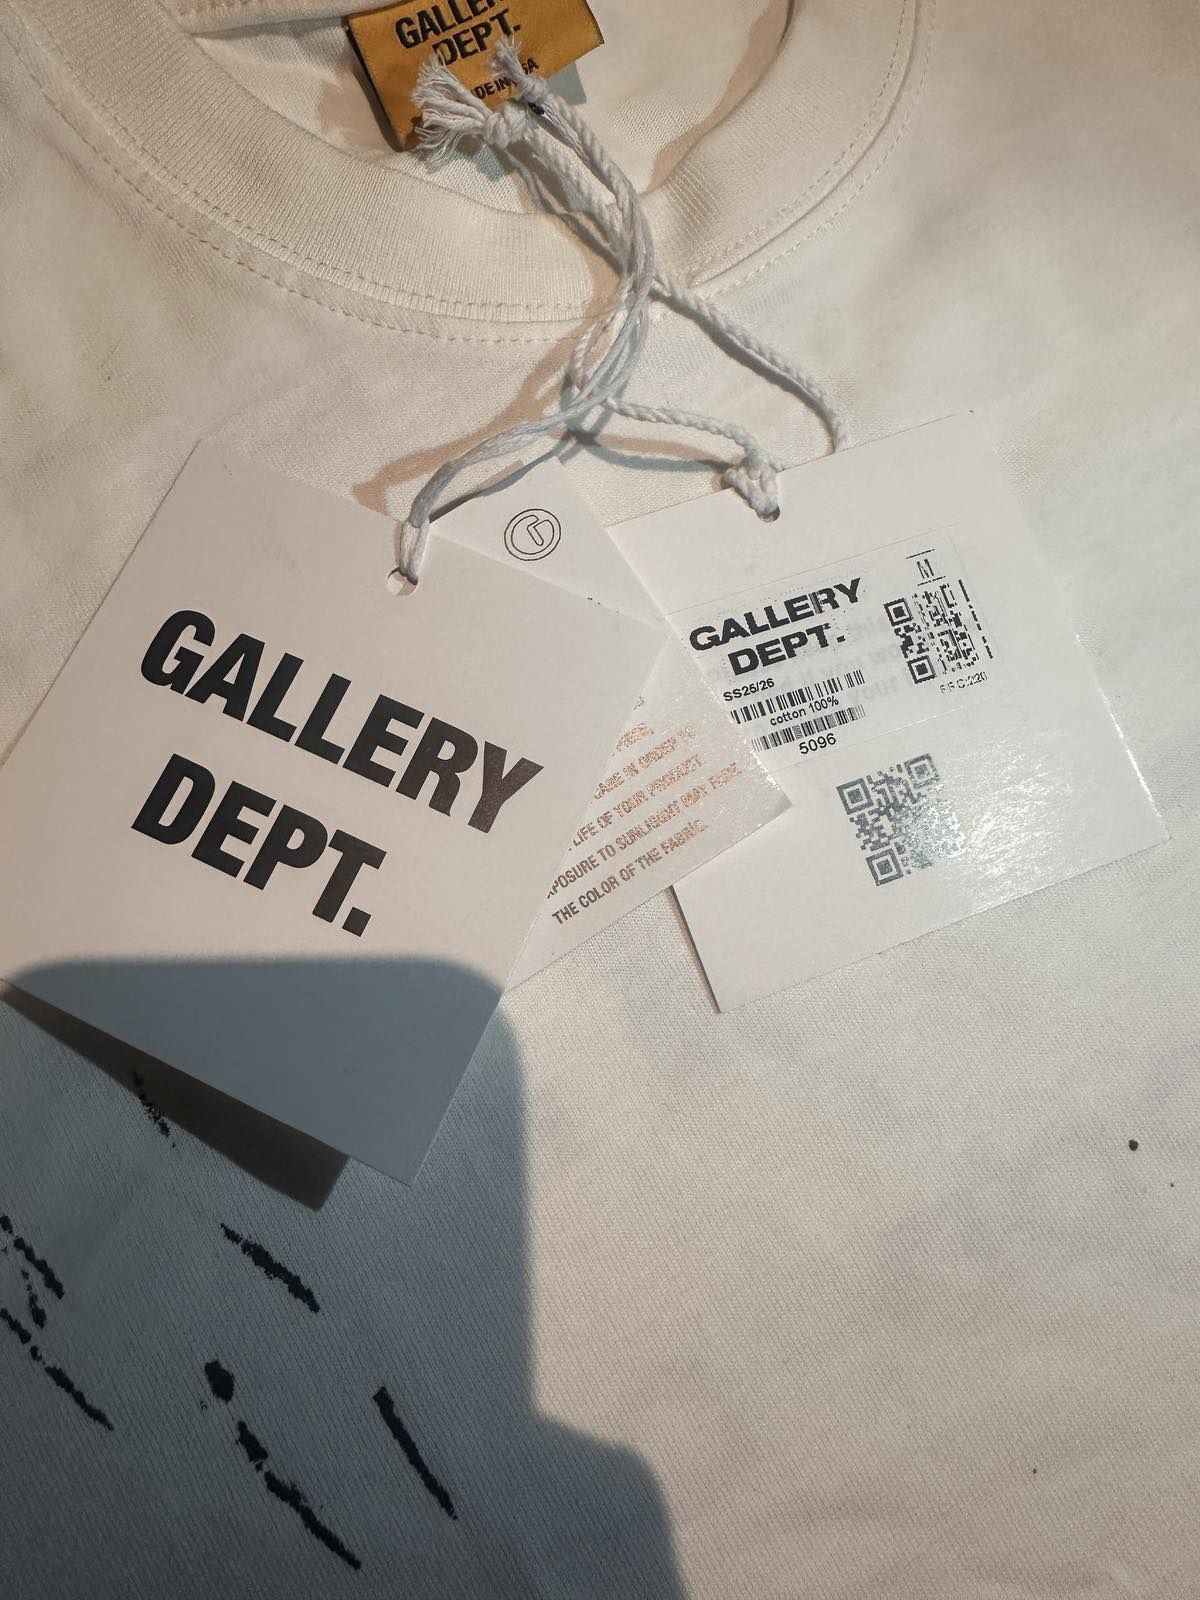 DEPT.
GALLERY
DEPT.
CARE IN ORDER TO
LIFE OF YOUR PRODUCT
EXPOSURE TO SUNLIGHT MAY FADE
THE COLOR OF THE FABRIC.
M
GALLERY
DEPT.
SS25/26
cotton 100%
5096